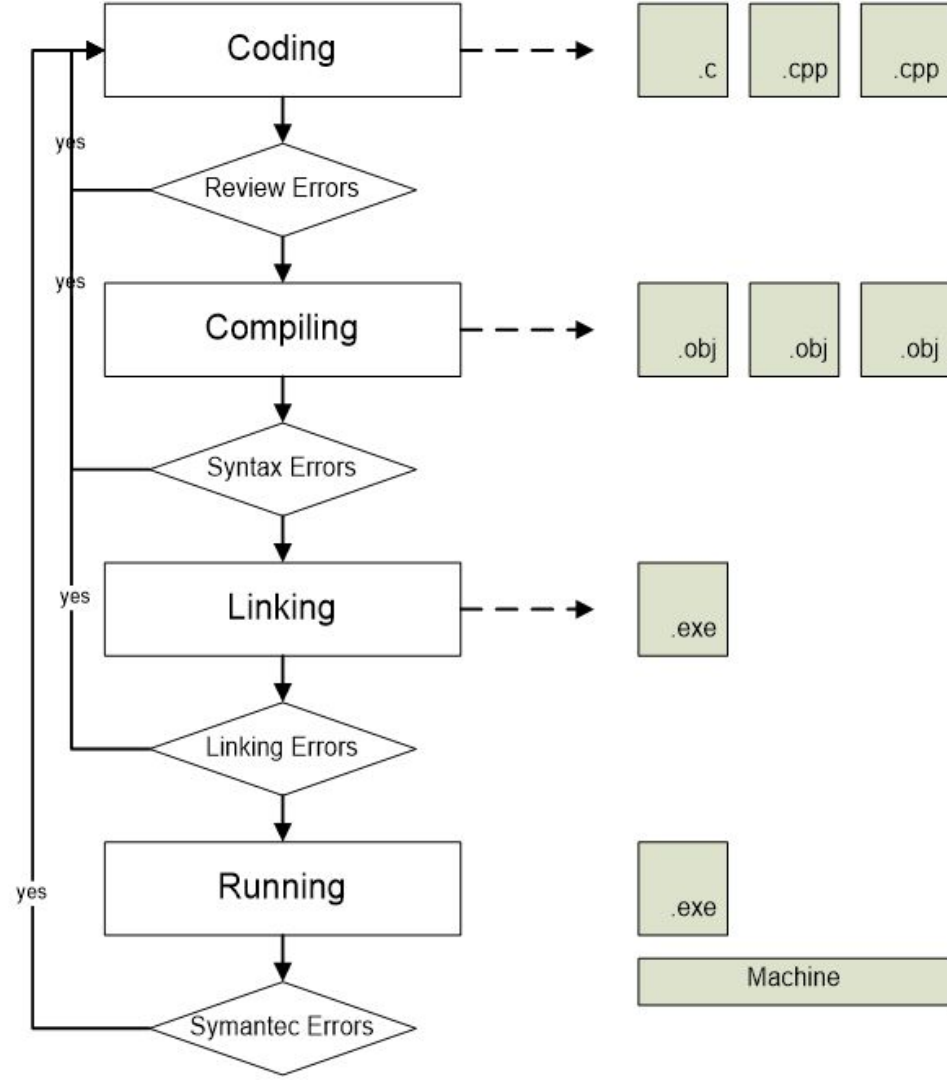 Coding
.c
.cpp
.cpp
yes
Review Errors
yes
Compiling
.obj
.obj
.obj
Syntax Errors
yes
Linking
.exe
Linking Errors
yes
Running
.exe
Machine
Symantec Errors